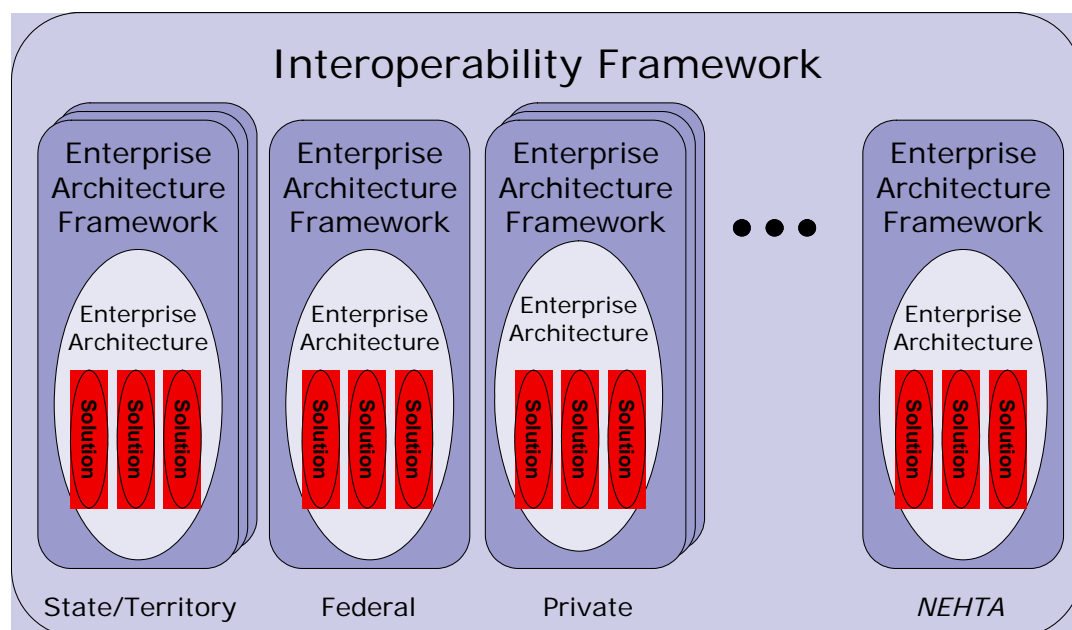 Interoperability Framework
Enterprise
Architecture
Framework
Enterprise
Architecture
Solution
Solution
Solution
State/Territory
Enterprise
Architecture
Framework
Enterprise
Architecture
Solution
Solution
Solution
Federal
Enterprise
Architecture
Framework
Enterprise
Architecture
Solution
Solution
Solution
Private
Enterprise
Architecture
Framework
Enterprise
Architecture
Solution
Solution
Solution
NEHTA